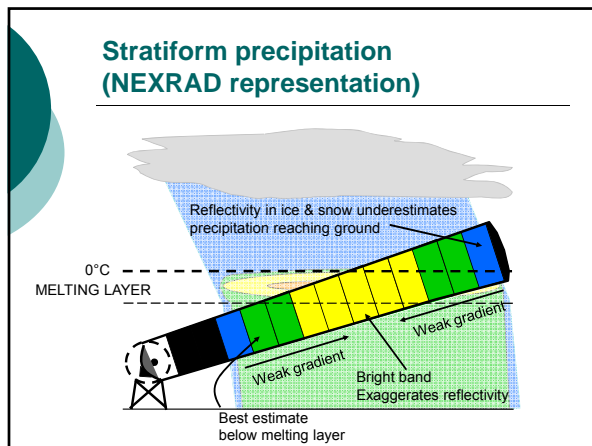 Stratiform precipitation
(NEXRAD representation)
Reflectivity in ice & snow underestimates
precipitation reaching ground
0°C
MELTING LAYER
Weak gradient
Weak gradient
Bright band
Exaggerates reflectivity
Best estimate
below melting layer